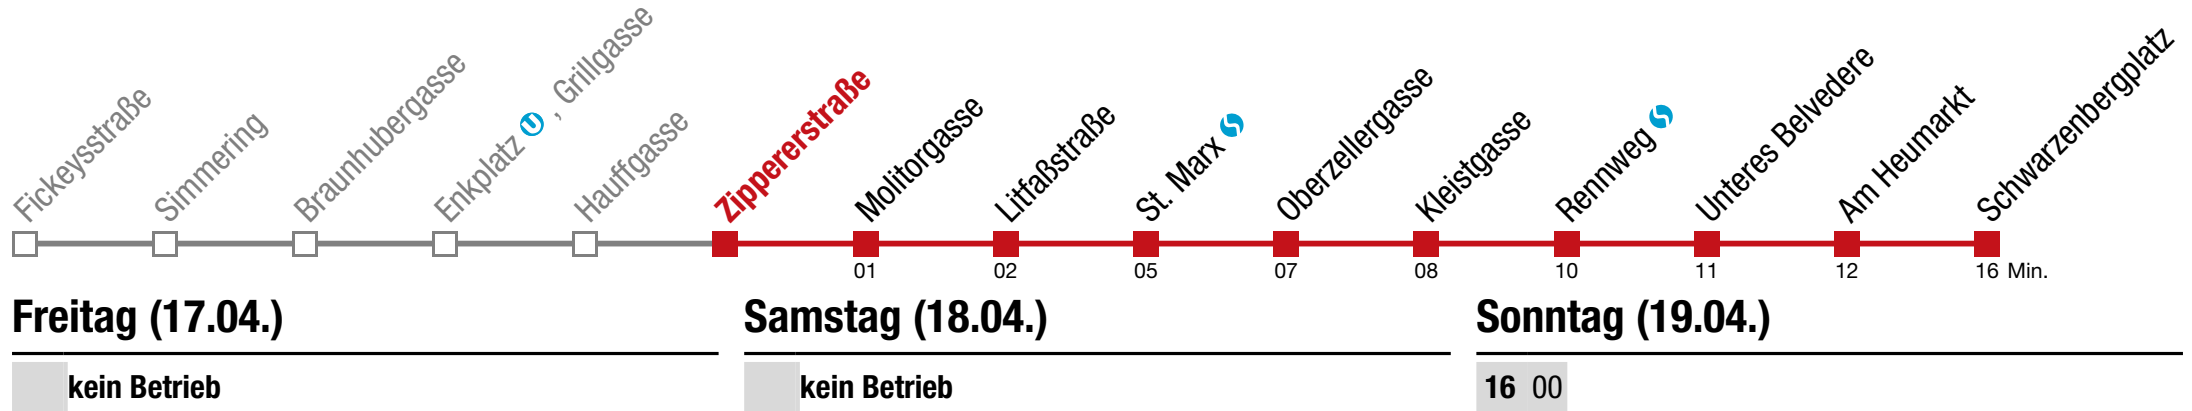 Fickeysstraße
Simmering
Braunhubergasse
Enkplatz U, Grillgasse
Hauffgasse
Zippererstraße
Molitorgasse
Litfaßstraße
St. Marx S
Oberzellergasse
Kleistgasse
Rennweg S
Unteres Belvedere
Am Heumarkt
Schwarzenbergplatz
01 02 05 07 08 10 11 12 16 Min.
Freitag (17.04.) Samstag (18.04.) Sonntag (19.04.)
kein Betrieb kein Betrieb 16 00